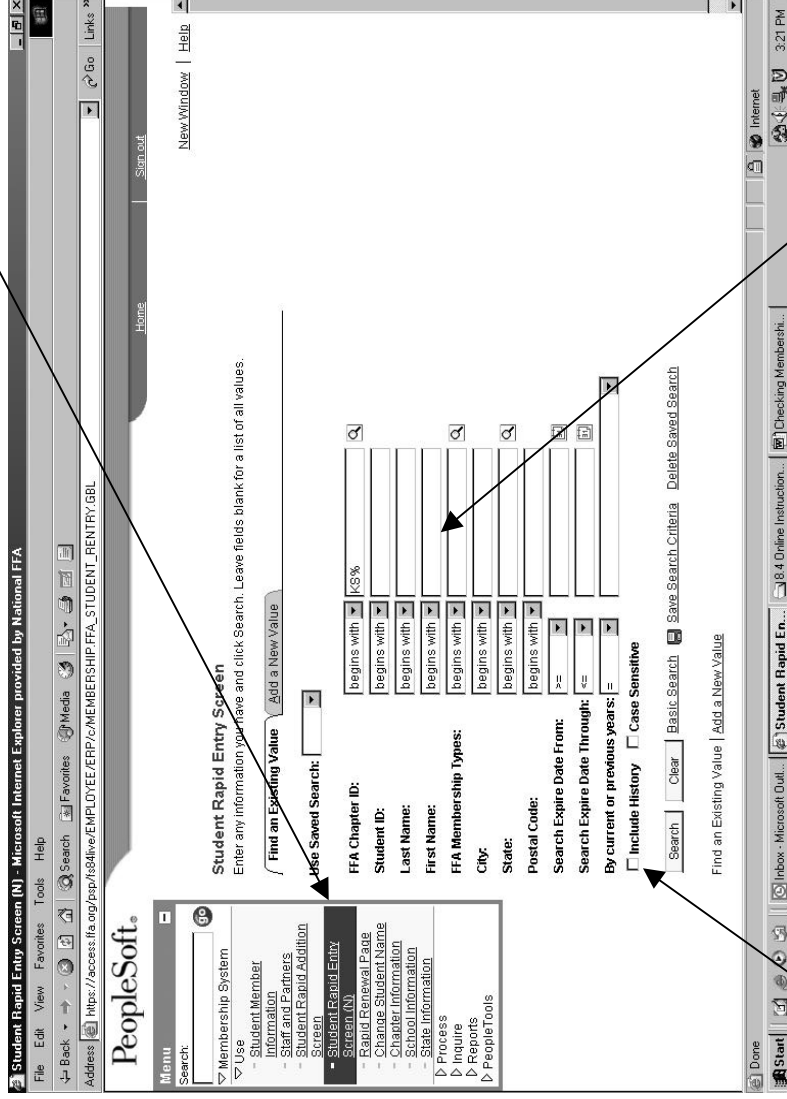 Student Rapid Entry Screen (N) - Microsoft Internet Explorer provided by National FFA
File Edit View Favorites Tools Help
Back Search Favorites Media
Address https://access.ffa.org/psp/fs84live/EMPLOYEE/ERP/c/MEMBERSHIP.FFA_STUDENT_RENTRY.GBL Go Links »
PeopleSoft.
Home Sign out
Menu
Search:
go
Membership System
Use
- Student Member
Information
- Staff and Partners
- Student Rapid Addition
Screen
- Student Rapid Entry
Screen (N)
- Rapid Renewal Page
- Change Student Name
- Chapter Information
- School Information
- State Information
Process
Inquire
Reports
PeopleTools
New Window | Help
Student Rapid Entry Screen
Enter any information you have and click Search. Leave fields blank for a list of all values.
Find an Existing Value Add a New Value
Use Saved Search:
FFA Chapter ID: begins with KS%
Student ID: begins with
Last Name: begins with
First Name: begins with
FFA Membership Types: begins with
City: begins with
State: begins with
Postal Code: begins with
Search Expire Date From: >=
Search Expire Date Through: <=
By current or previous years: =
Include History Case Sensitive
Search Clear Basic Search Save Search Criteria Delete Saved Search
Find an Existing Value | Add a New Value
Done Internet
Start Inbox - Microsoft Outl... Student Rapid En... 8.4 Online Instruction... Checking Membershi... 3:21 PM